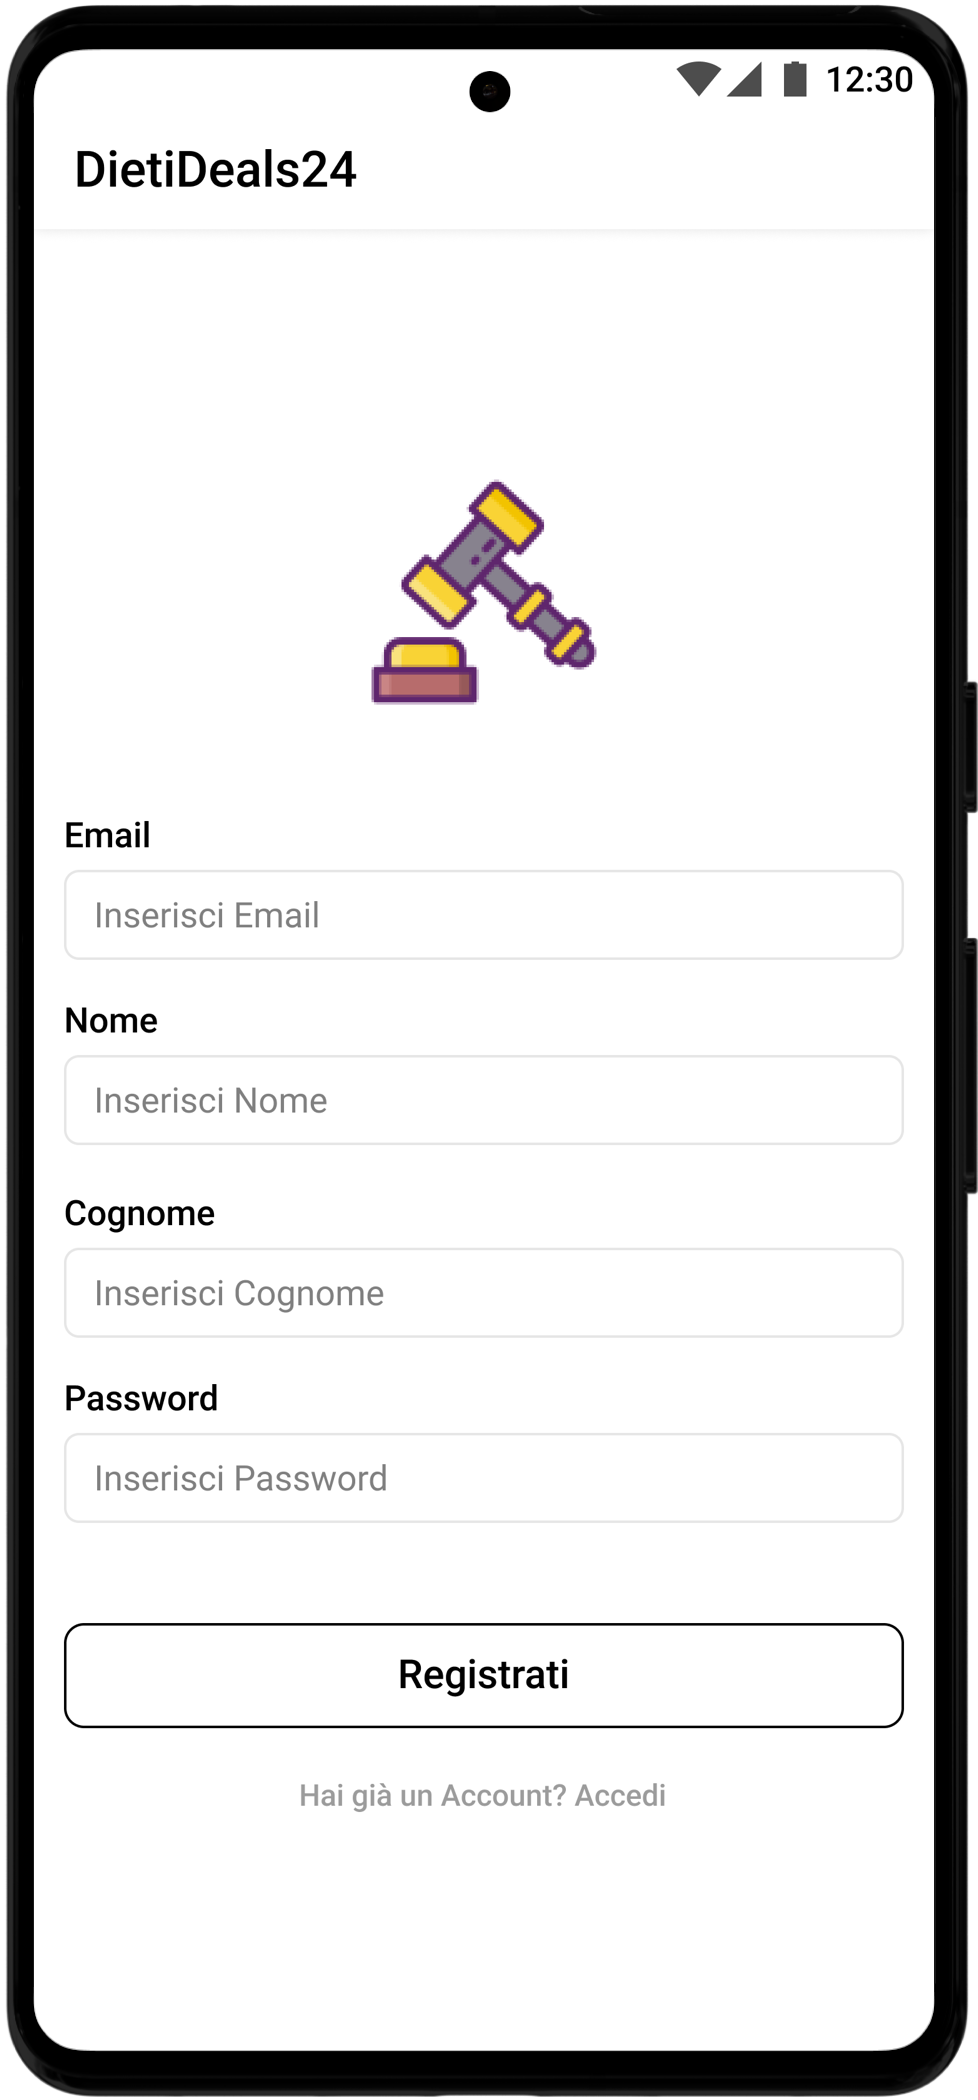 12:30
DietiDeals24
Email
Inserisci Email
Nome
Inserisci Nome
Cognome
Inserisci Cognome
Password
Inserisci Password
Registrati
Hai già un Account? Accedi